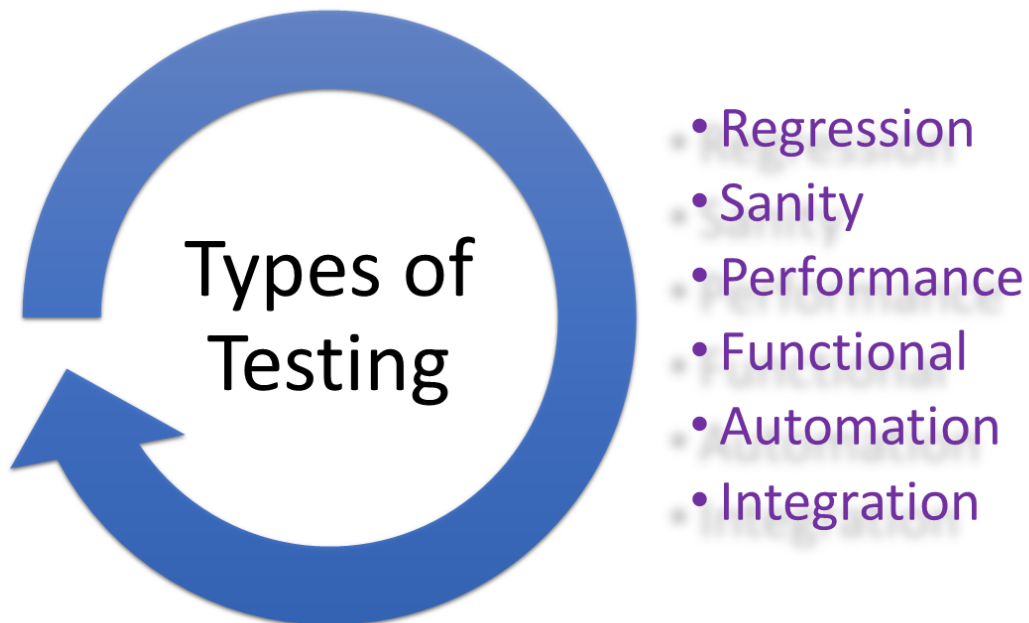 Types of
Testing
• Regression
• Sanity
• Performance
• Functional
• Automation
• Integration